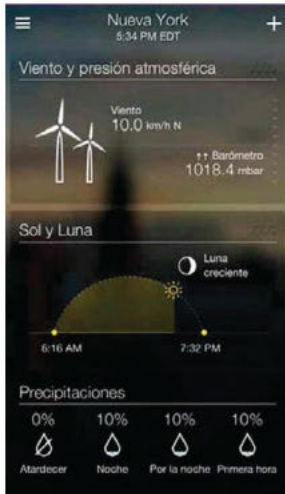 Nueva York
5:34 PM EDT
Viento y presión atmosférica
Viento
10.0 km/h N
↑↑ Barómetro
1018.4 mbar
Sol y Luna
Luna
creciente
6:16 AM 7:32 PM
Precipitaciones
0% 10% 10% 10%
Atardecer Noche Por la noche Primera hora